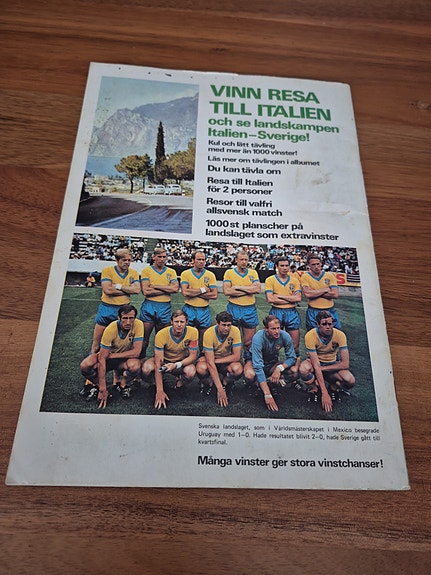 VINN RESA
TILL ITALIEN
och se landskampen
Italien–Sverige!
Kul och lätt tävling
med mer än 1000 vinster!
Läs mer om tävlingen i albumet
Du kan tävla om
Resa till Italien
för 2 personer
Resor till valfri
allsvensk match
1000 st planscher på
landslaget som extravinster
Svenska landslaget, som i Världsmästerskapet i Mexico besegrade
Uruguay med 1–0. Hade resultatet blivit 2–0, hade Sverige gått till
kvartsfinal.
Många vinster ger stora vinstchanser!